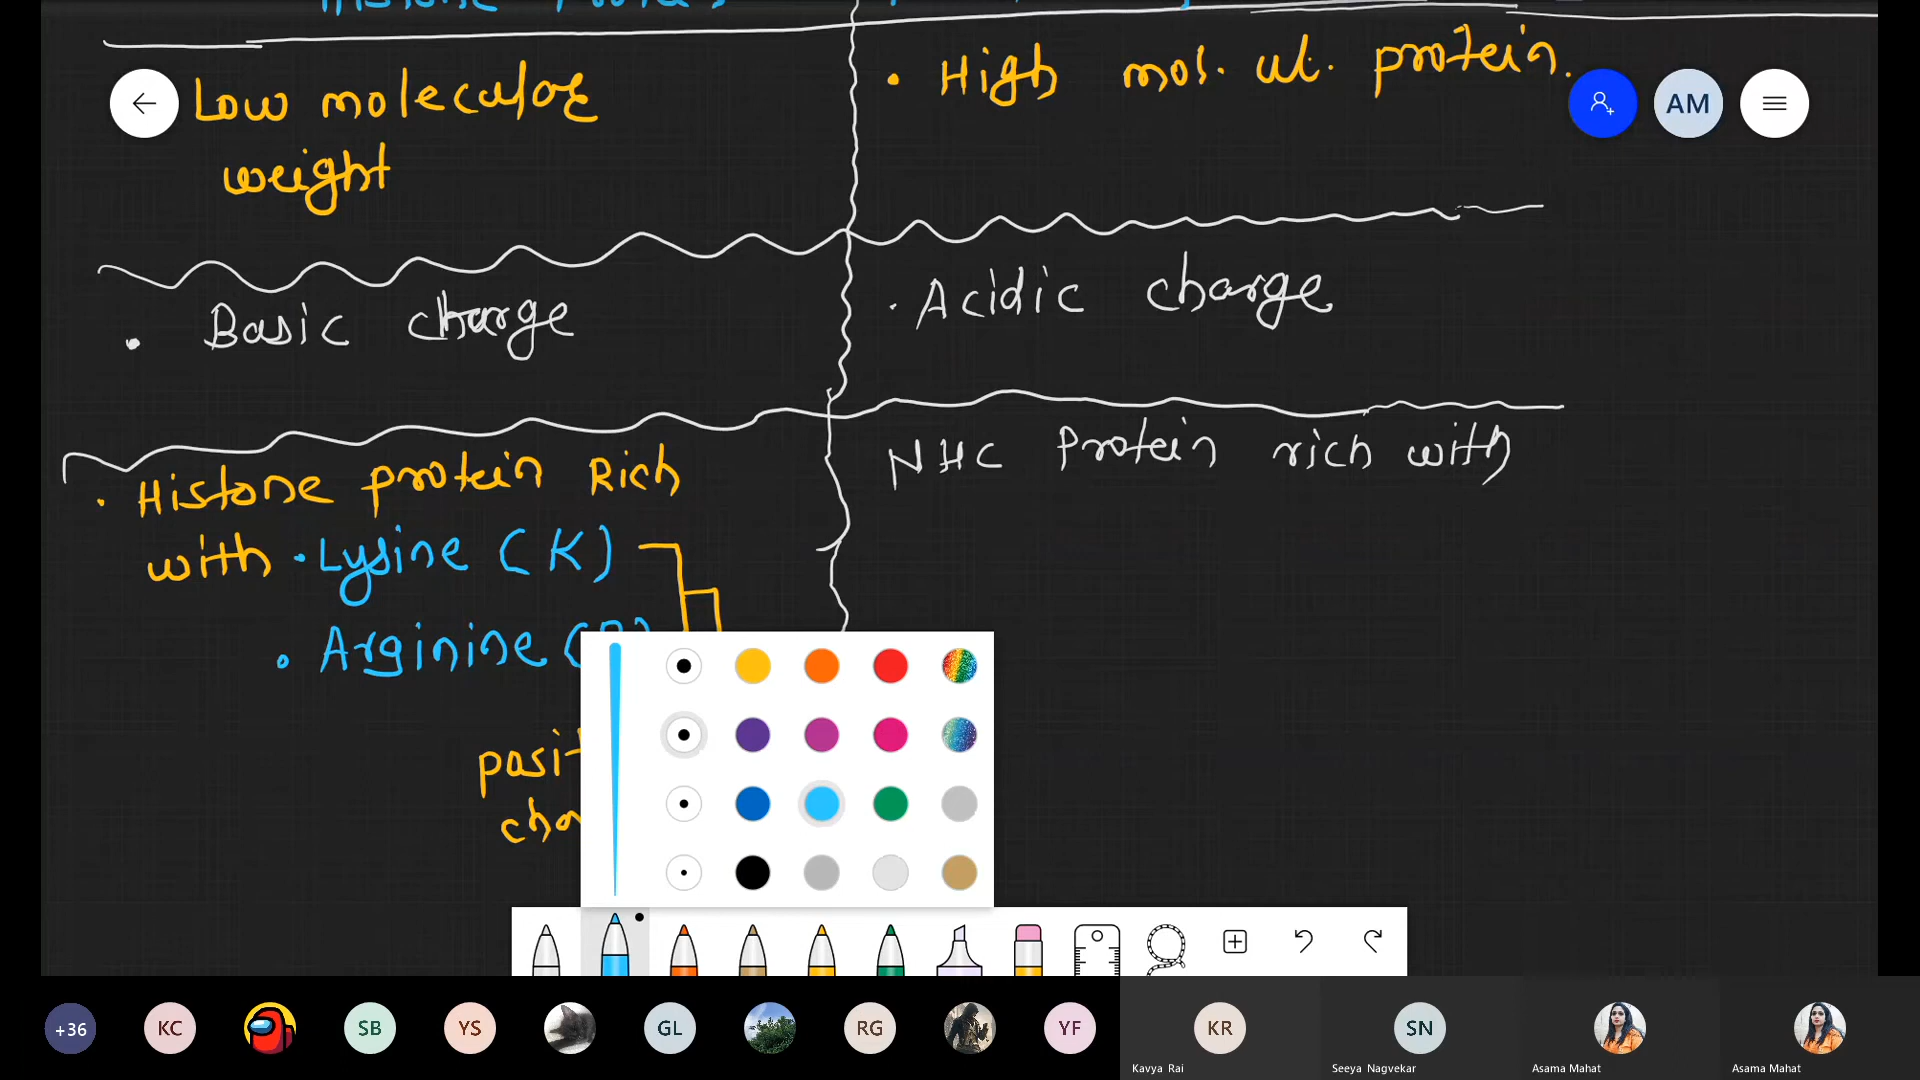 Low molecular
weight
• High mol. wt. protein.
AM
• Basic charge
• Acidic charge
• Histone protein Rich
with • Lysine (K)
• Arginine (
posit
cha
NHC Protein rich with
+36
KC
SB
YS
GL
RG
YF
KR
SN
Kavya Rai
Seeya Nagvekar
Asama Mahat
Asama Mahat